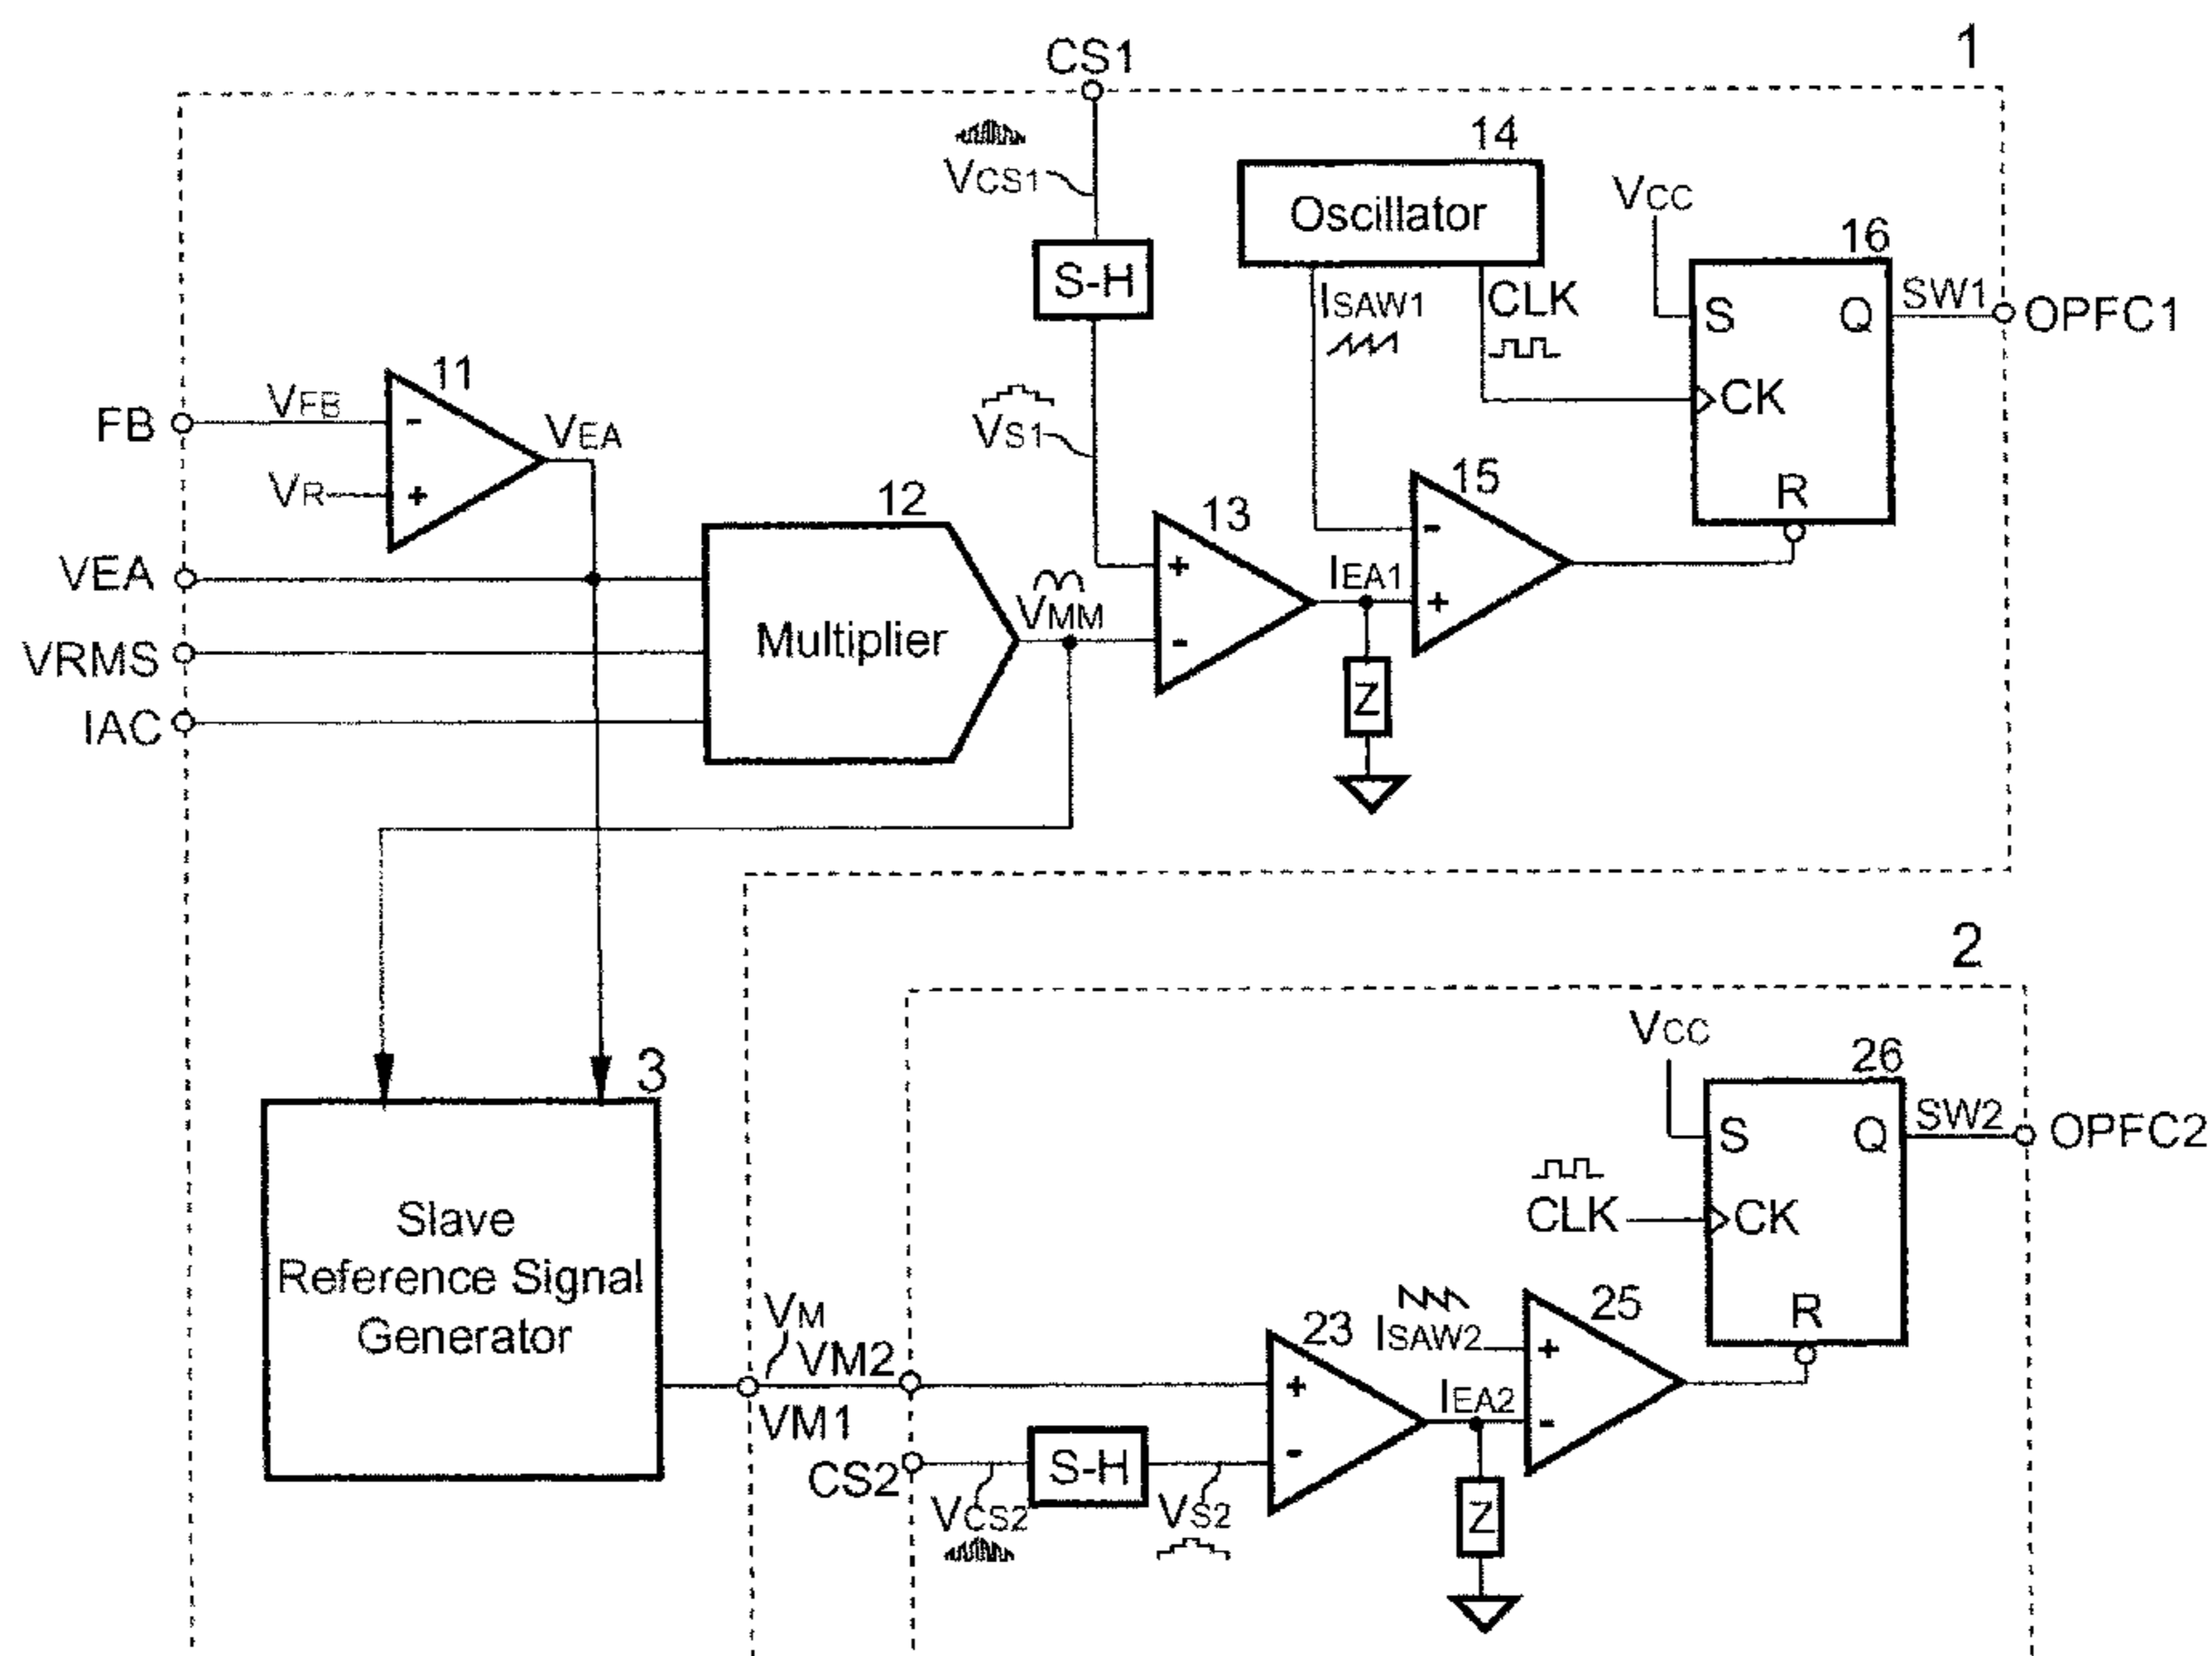 1
CS1
VCS1
14
Oscillator
VCC
16
S-H
ISAW1
CLK
S
Q
SW1
OPFC1
CK
R
FB
VFB
11
-
VEA
VR
+
VS1
15
-
VEA
12
13
+
IEA1
+
VRMS
Multiplier
VMM
-
Z
IAC
2
VCC
26
3
S
Q
SW2
OPFC2
CLK
CK
R
Slave
Reference Signal
Generator
VM
VM2
VM1
23
ISAW2
25
+
+
IEA2
-
CS2
VCS2
S-H
VS2
-
Z